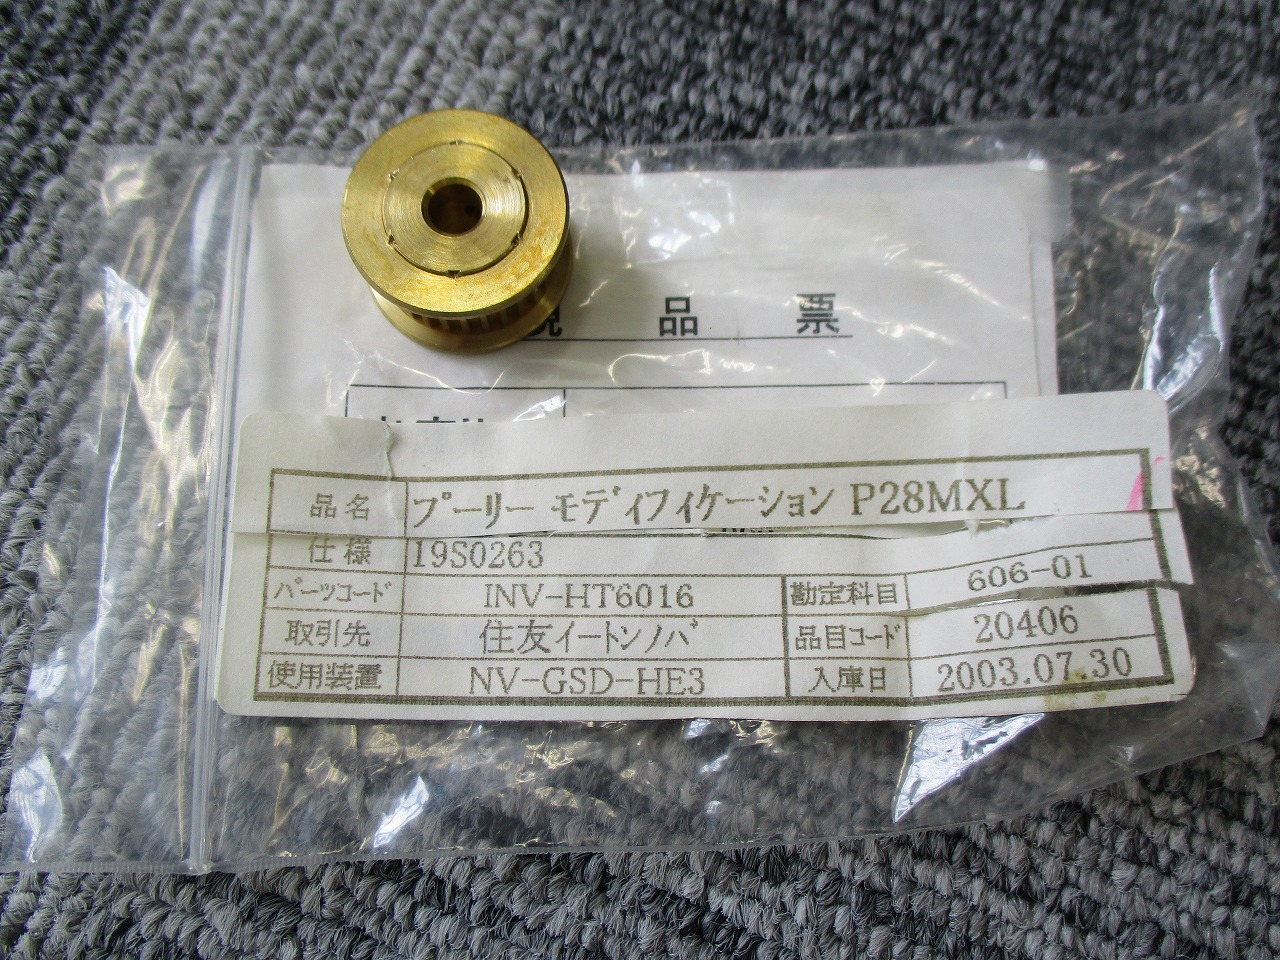 品 票
品名 プーリー モディフィケーション P28MXL
仕様 19S0263
パーツコード INV-HT6016 勘定科目 606-01
取引先 住友イートンノバ 品目コード 20406
使用装置 NV-GSD-HE3 入庫日 2003.07.30